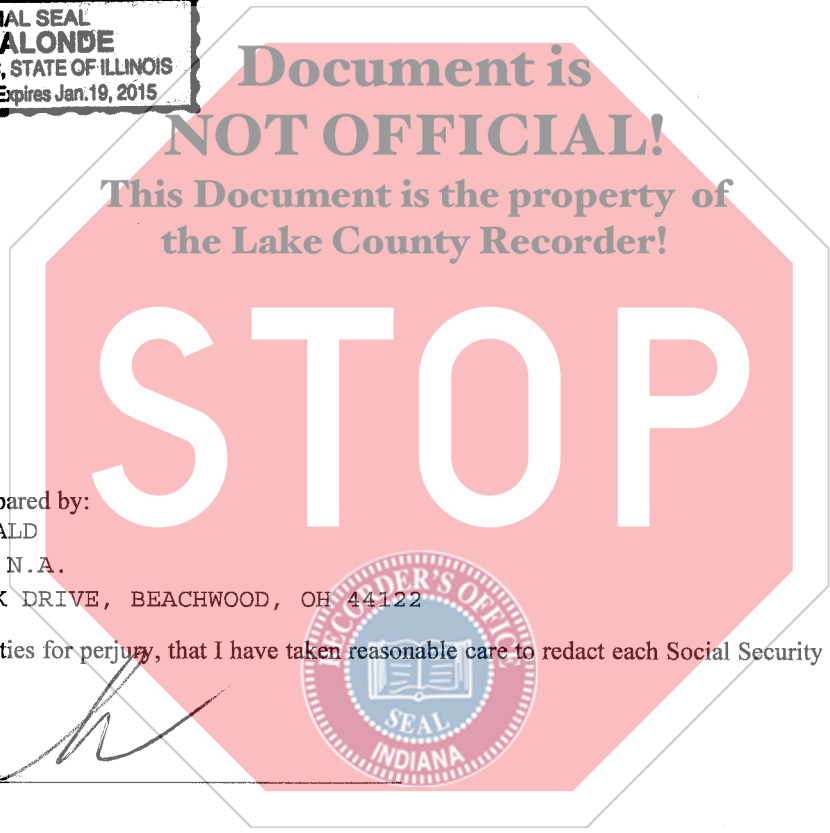 IAL SEAL
ALONDE
, STATE OF ILLINOIS
Expires Jan.19, 2015
Document is
NOT OFFICIAL!
This Document is the property of
the Lake County Recorder!
STOP
pared by:
ALD
N.A.
K DRIVE, BEACHWOOD, OH 44122
ties for perjury, that I have taken reasonable care to redact each Social Security
RECORDER'S OFFICE
SEAL
INDIANA